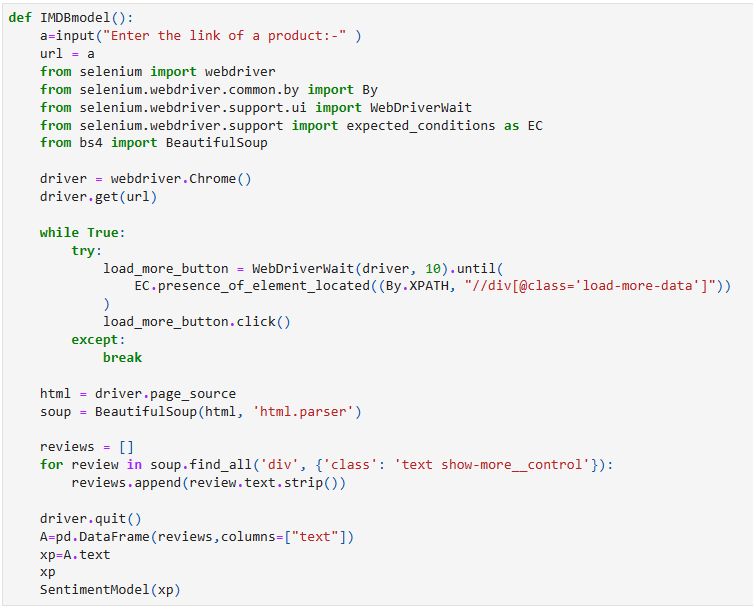 def IMDBmodel():
    a=input("Enter the link of a product:-" )
    url = a
    from selenium import webdriver
    from selenium.webdriver.common.by import By
    from selenium.webdriver.support.ui import WebDriverWait
    from selenium.webdriver.support import expected_conditions as EC
    from bs4 import BeautifulSoup

    driver = webdriver.Chrome()
    driver.get(url)

    while True:
        try:
            load_more_button = WebDriverWait(driver, 10).until(
                EC.presence_of_element_located((By.XPATH, "//div[@class='load-more-data']"))
            )
            load_more_button.click()
        except:
            break

    html = driver.page_source
    soup = BeautifulSoup(html, 'html.parser')

    reviews = []
    for review in soup.find_all('div', {'class': 'text show-more__control'}):
        reviews.append(review.text.strip())

    driver.quit()
    A=pd.DataFrame(reviews,columns=["text"])
    xp=A.text
    xp
    SentimentModel(xp)